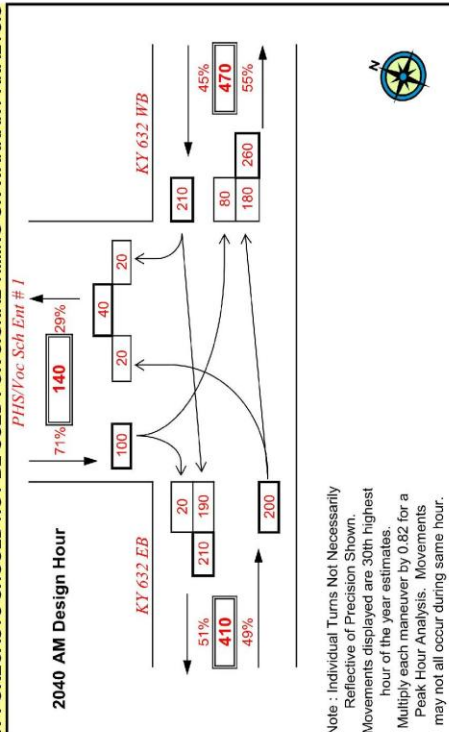 2040 AM Design Hour
PHS/Voc Sch Ent # 1
71%
140
29%
100
40
20
20
KY 632 EB
KY 632 WB
51%
410
49%
210
20
190
200
210
80
180
260
45%
470
55%
N
Note : Individual Turns Not Necessarily
Reflective of Precision Shown.
Movements displayed are 30th highest
hour of the year estimates.
Multiply each maneuver by 0.82 for a
Peak Hour Analysis. Movements
may not all occur during same hour.